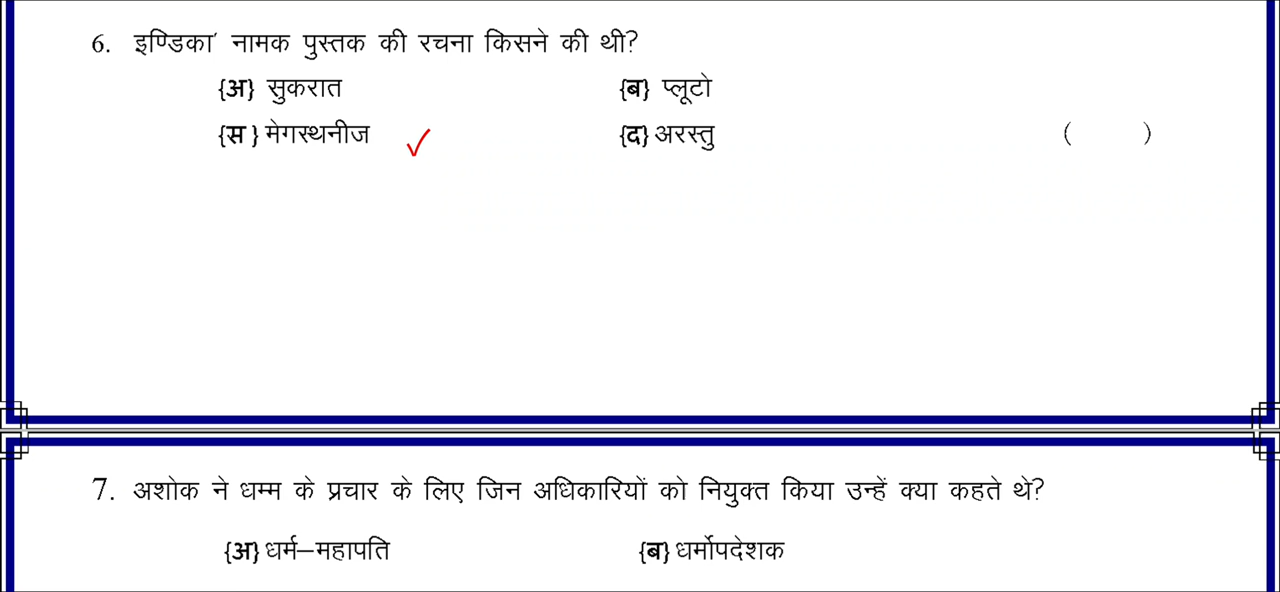 6. इण्डिका' नामक पुस्तक की रचना किसने की थी?
{अ} सुकरात {ब} प्लूटो
{स } मेगस्थनीज {द} अरस्तु ( )
7. अशोक ने धम्म के प्रचार के लिए जिन अधिकारियों को नियुक्त किया उन्हें क्या कहते थे?
{अ} धर्म–महापति {ब} धर्मोपदेशक